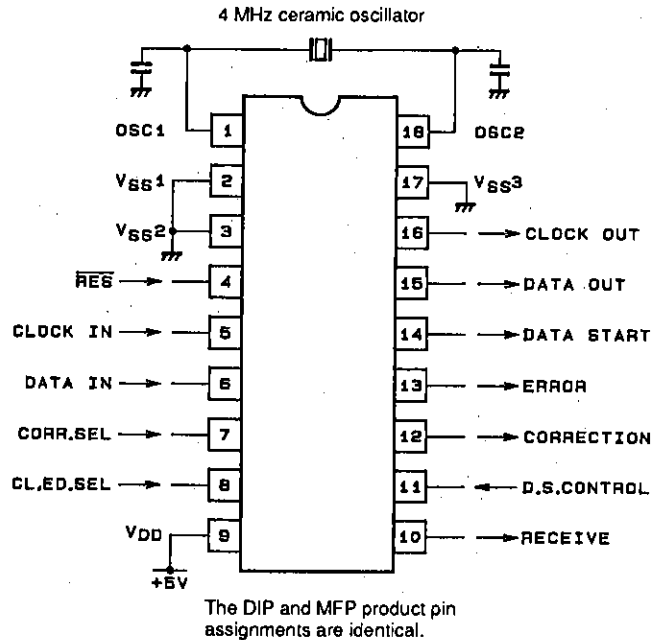 4 MHz ceramic oscillator
OSC1 1 18 OSC2
VSS1 2 17 VSS3
VSS2 3 16 CLOCK OUT
RES 4 15 DATA OUT
CLOCK IN 5 14 DATA START
DATA IN 6 13 ERROR
CORR.SEL 7 12 CORRECTION
CL,ED.SEL 8 11 D.S.CONTROL
VDD 9 10 RECEIVE
+5V
The DIP and MFP product pin
assignments are identical.